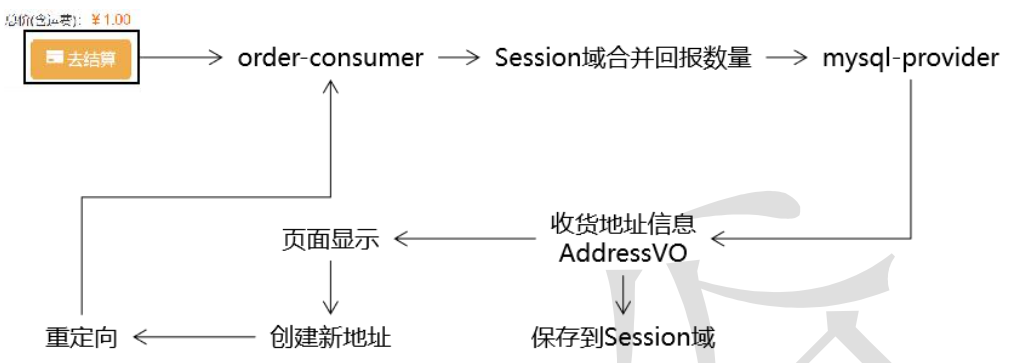 总价(含运费)：￥1.00
去结算
order-consumer
Session域合并回报数量
mysql-provider
页面显示
收货地址信息
AddressVO
重定向
创建新地址
保存到Session域